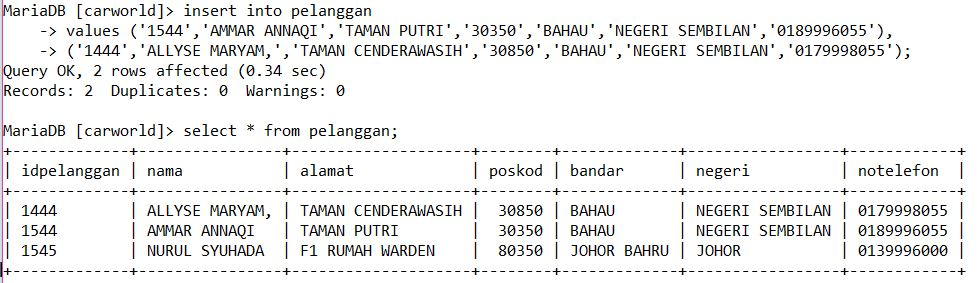 MariaDB [carworld]> insert into pelanggan
    -> values ('1544','AMMAR ANNAQI','TAMAN PUTRI','30350','BAHAU','NEGERI SEMBILAN','0189996055'),
    -> ('1444','ALLYSE MARYAM,','TAMAN CENDERAWASIH','30850','BAHAU','NEGERI SEMBILAN','0179998055');
Query OK, 2 rows affected (0.34 sec)
Records: 2  Duplicates: 0  Warnings: 0

MariaDB [carworld]> select * from pelanggan;
+-------------+----------------+--------------------+--------+-------------+-----------------+------------+
| idpelanggan | nama           | alamat             | poskod | bandar      | negeri          | notelefon  |
+-------------+----------------+--------------------+--------+-------------+-----------------+------------+
| 1444        | ALLYSE MARYAM, | TAMAN CENDERAWASIH |  30850 | BAHAU       | NEGERI SEMBILAN | 0179998055 |
| 1544        | AMMAR ANNAQI   | TAMAN PUTRI        |  30350 | BAHAU       | NEGERI SEMBILAN | 0189996055 |
| 1545        | NURUL SYUHADA  | F1 RUMAH WARDEN    |  80350 | JOHOR BAHRU | JOHOR           | 0139996000 |
+-------------+----------------+--------------------+--------+-------------+-----------------+------------+